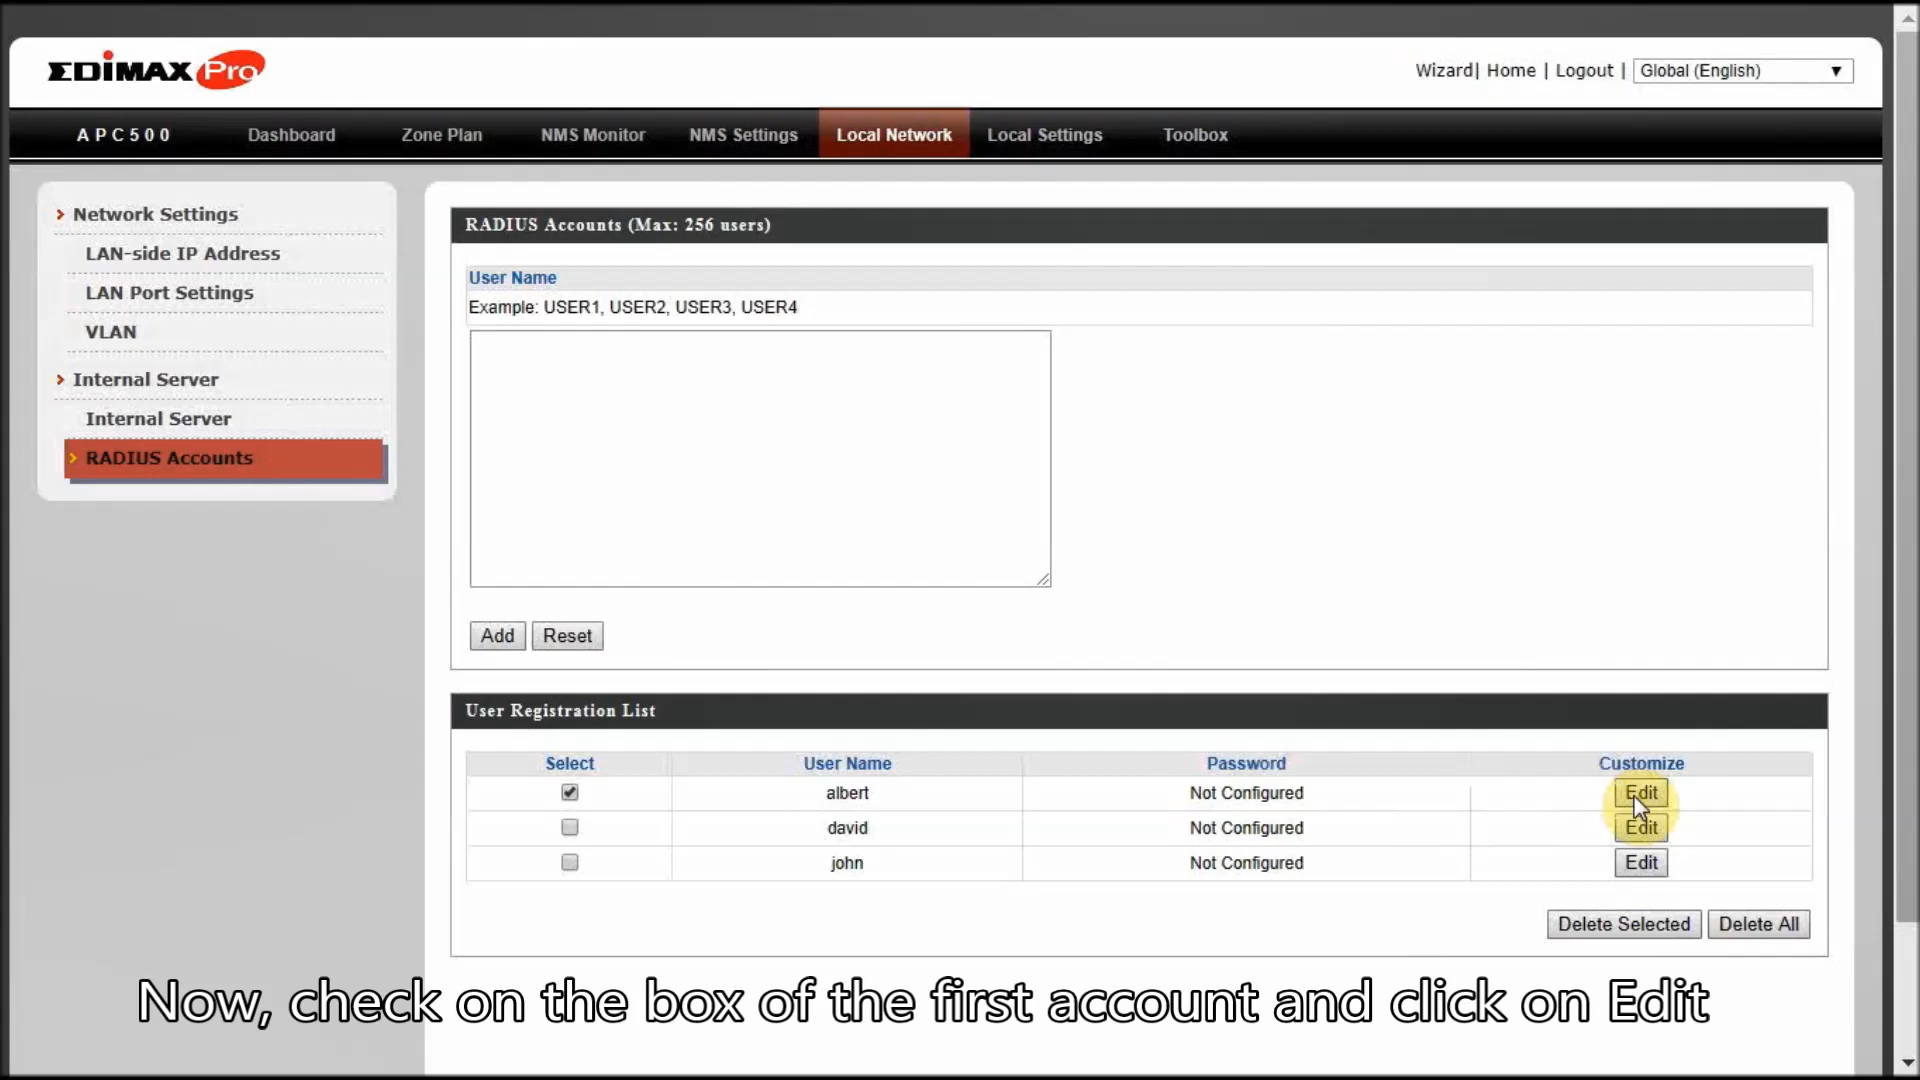 EDIMAX Pro
Wizard| Home | Logout | Global (English)
APC500 Dashboard Zone Plan NMS Monitor NMS Settings Local Network Local Settings Toolbox
Network Settings
LAN-side IP Address
LAN Port Settings
VLAN
Internal Server
Internal Server
RADIUS Accounts
RADIUS Accounts (Max: 256 users)
User Name
Example: USER1, USER2, USER3, USER4
Add Reset
User Registration List
Select User Name Password Customize
albert Not Configured Edit
david Not Configured Edit
john Not Configured Edit
Delete Selected Delete All
Now, check on the box of the first account and click on Edit